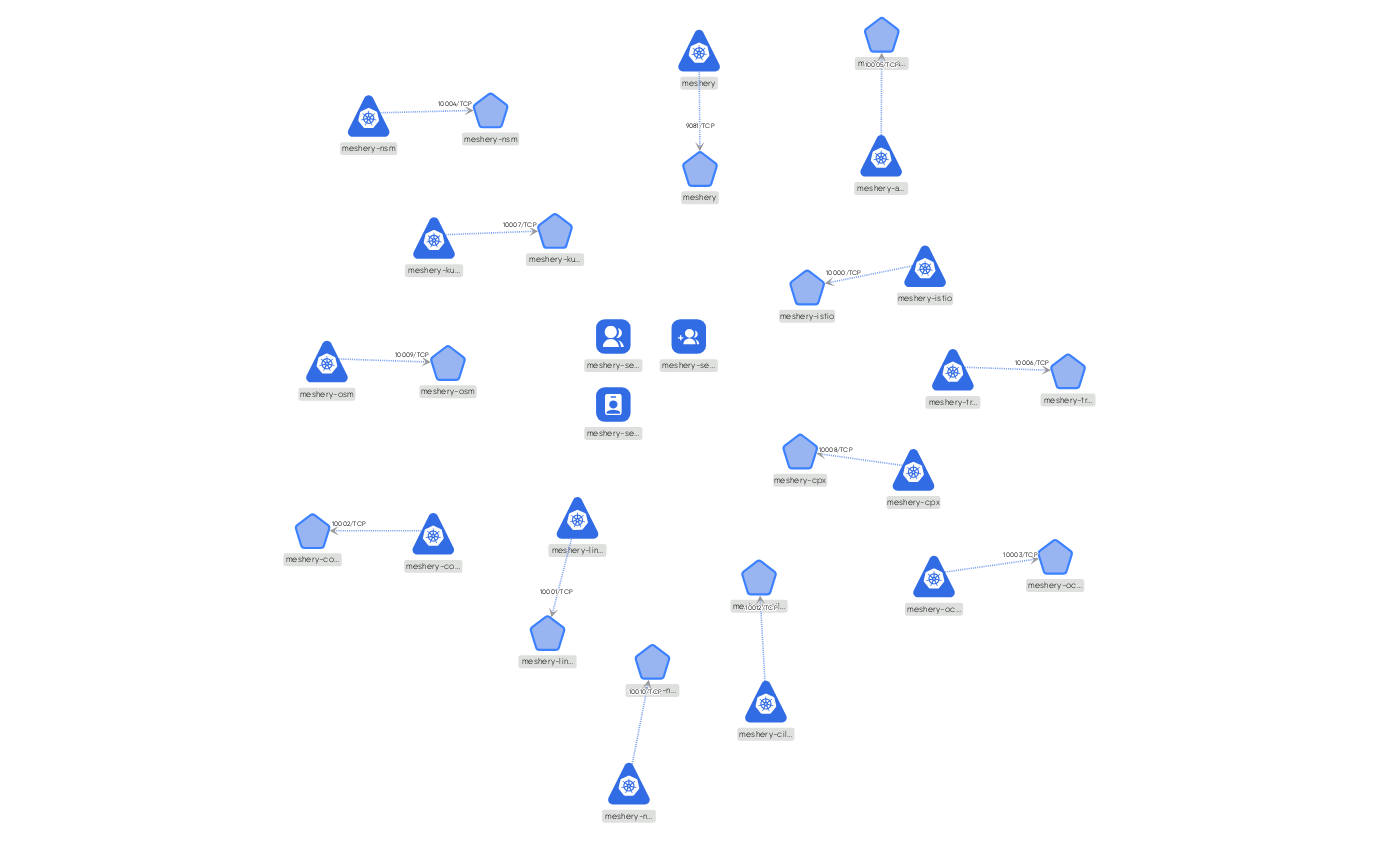 meshery
9081/TCP
meshery
meshery-a...
10004/TCP
meshery-nsm
meshery-nsm
10007/TCP
meshery-ku...
meshery-ku...
10000/TCP
meshery-istio
meshery-istio
meshery-se...
meshery-se...
meshery-se...
10009/TCP
meshery-osm
meshery-osm
10006/TCP
meshery-tr...
meshery-tr...
10008/TCP
meshery-cpx
meshery-cpx
10002/TCP
meshery-co...
meshery-co...
meshery-lin...
10001/TCP
meshery-lin...
10003/TCP
meshery-oc...
meshery-oc...
10012/TCP
meshery-cil...
10010/TCP
meshery-n...